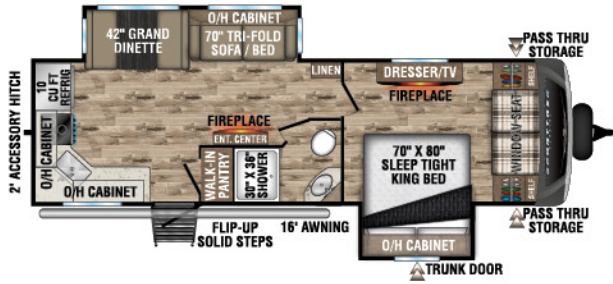 O/H CABINET
42" GRAND
DINETTE
70" TRI-FOLD
SOFA / BED
PASS THRU
STORAGE
2' ACCESSORY HITCH
10
CU FT
REFRIG
LINEN
DRESSER/TV
FIREPLACE
SHELF
FIREPLACE
ENT. CENTER
WINDOW SEAT
O/H CABINET
O/H CABINET
WALK-IN
PANTRY
30" X 36"
SHOWER
70" X 80"
SLEEP TIGHT
KING BED
SHELF
O/H CABINET
FLIP-UP
SOLID STEPS
16' AWNING
PASS THRU
STORAGE
TRUNK DOOR